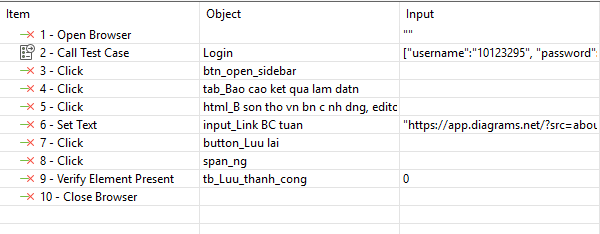 Item Object Input
1 - Open Browser ""
2 - Call Test Case Login ["username":"10123295", "password":
3 - Click btn_open_sidebar
4 - Click tab_Bao cao ket qua lam datn
5 - Click html_B son tho vn bn c nh dng, editc
6 - Set Text input_Link BC tuan "https://app.diagrams.net/?src=abou
7 - Click button_Luu lai
8 - Click span_ng
9 - Verify Element Present tb_Luu_thanh_cong 0
10 - Close Browser